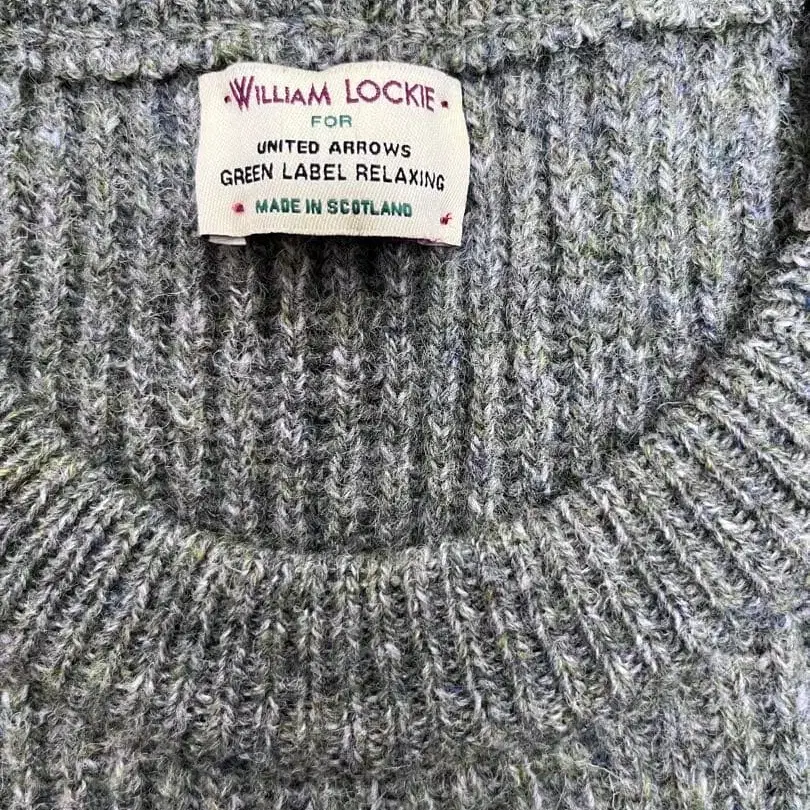 ·WILLIAM LOCKIE·
FOR
UNITED ARROWS
GREEN LABEL RELAXING
MADE IN SCOTLAND